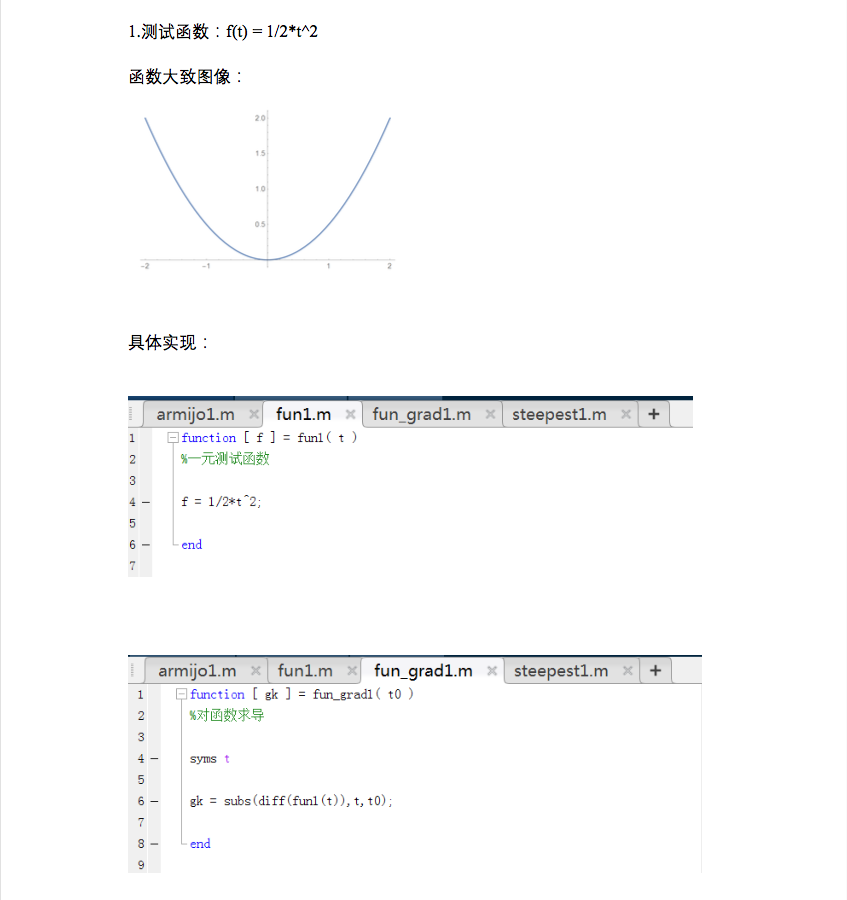 1.测试函数：f(t) = 1/2*t^2
函数大致图像：
2.0
1.5
1.0
0.5
-2 -1 1 2
具体实现：
armijo1.m × fun1.m × fun_grad1.m × steepest1.m × +
1 function [ f ] = fun1( t )
2 %一元测试函数
3
4 — f = 1/2*t^2;
5
6 — end
7
armijo1.m × fun1.m × fun_grad1.m × steepest1.m × +
1 function [ gk ] = fun_grad1( t0 )
2 %对函数求导
3
4 — syms t
5
6 — gk = subs(diff(fun1(t)),t,t0);
7
8 — end
9